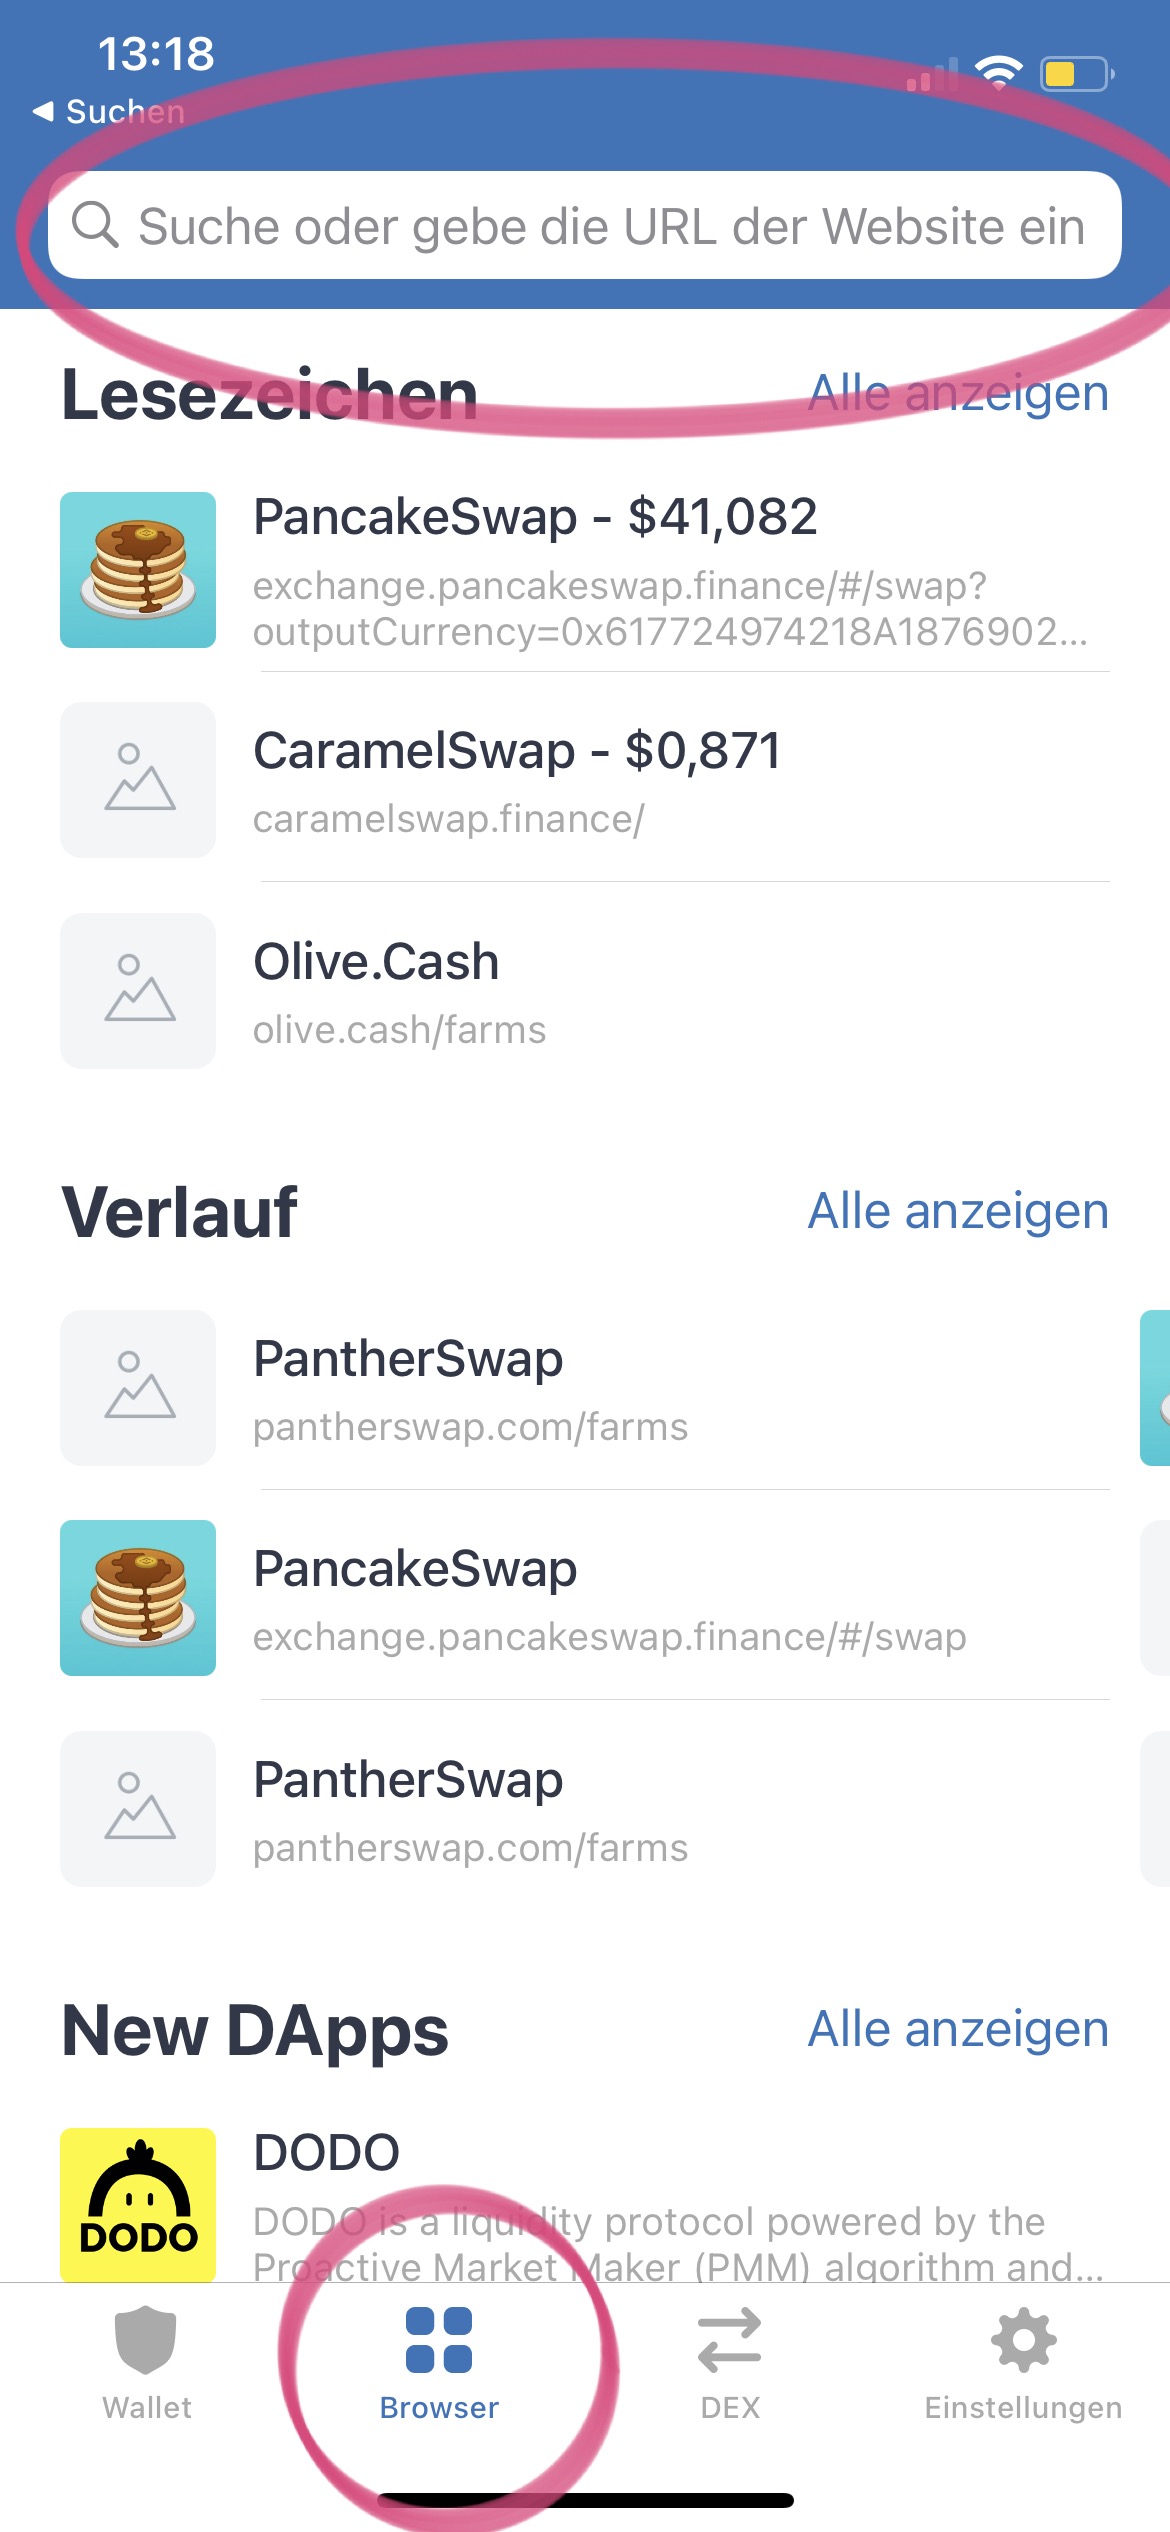 13:18
Suchen
Suche oder gebe die URL der Website ein
Lesezeichen
Alle anzeigen
PancakeSwap - $41,082
exchange.pancakeswap.finance/#/swap?
outputCurrency=0x617724974218A1876902...
CaramelSwap - $0,871
caramelswap.finance/
Olive.Cash
olive.cash/farms
Verlauf
Alle anzeigen
PantherSwap
pantherswap.com/farms
PancakeSwap
exchange.pancakeswap.finance/#/swap
PantherSwap
pantherswap.com/farms
New DApps
Alle anzeigen
DODO
DODO
DODO is a liquidity protocol powered by the
Proactive Market Maker (PMM) algorithm and...
Wallet
Browser
DEX
Einstellungen